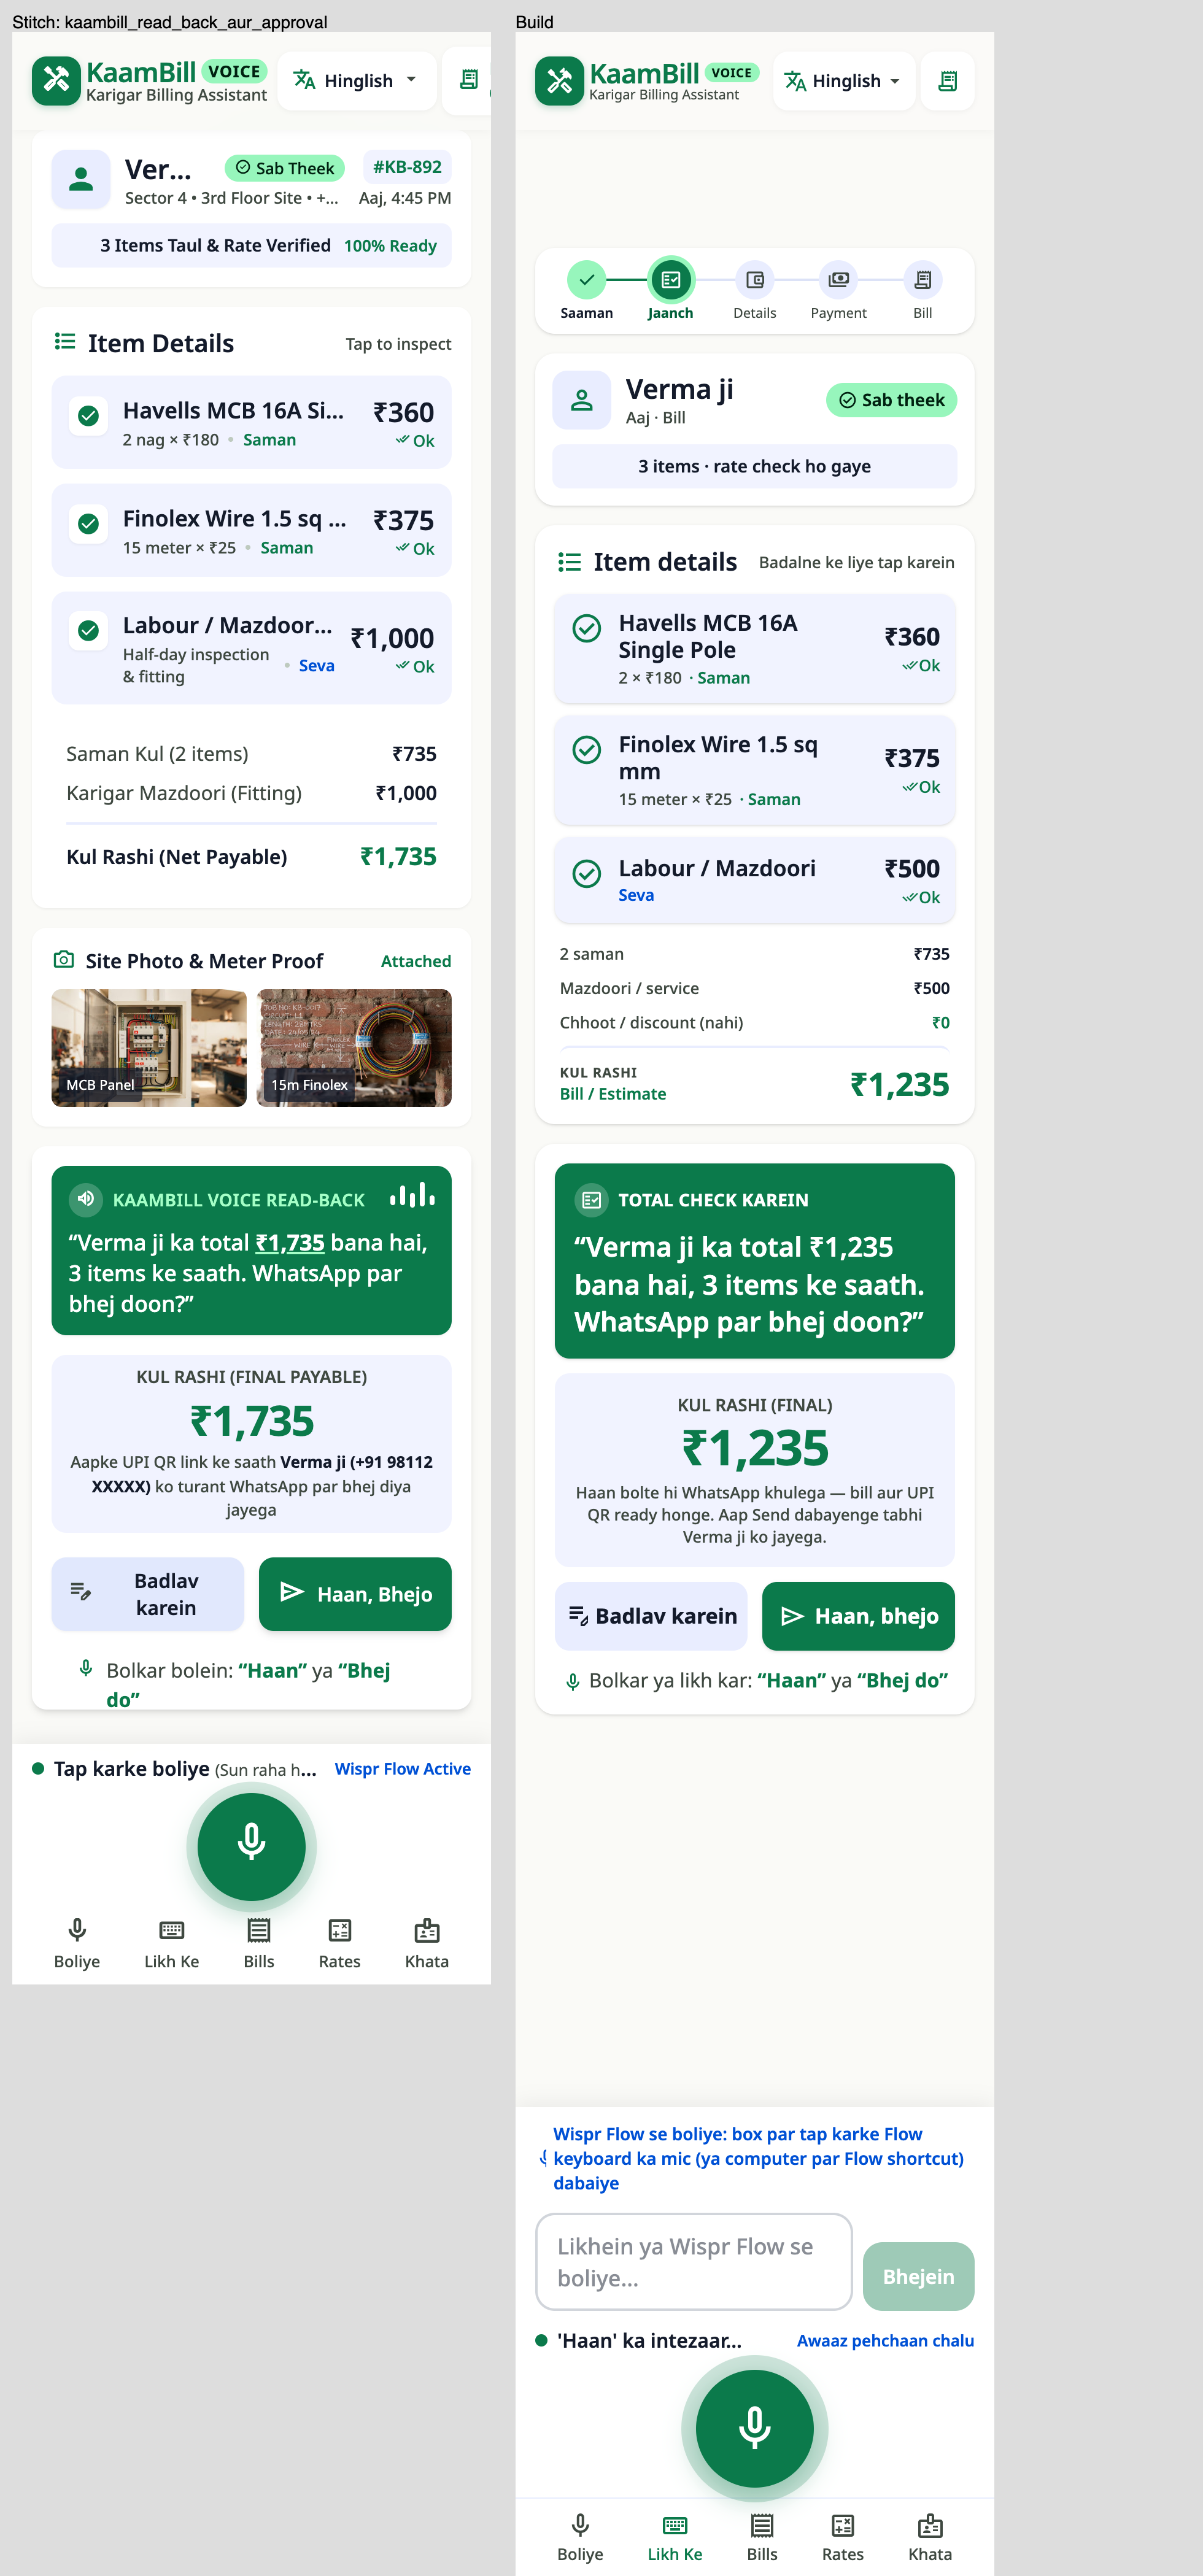 Stitch: kaambill_read_back_aur_approval
KaamBill VOICE
Karigar Billing Assistant
Hinglish
Ver...
Sab Theek
#KB-892
Sector 4 • 3rd Floor Site • +...
Aaj, 4:45 PM
3 Items Taul & Rate Verified 100% Ready
Item Details
Tap to inspect
Havells MCB 16A Si...
₹360
2 nag × ₹180 • Saman
Ok
Finolex Wire 1.5 sq ...
₹375
15 meter × ₹25 • Saman
Ok
Labour / Mazdoor...
₹1,000
Half-day inspection
& fitting
• Seva
Ok
Saman Kul (2 items) ₹735
Karigar Mazdoori (Fitting) ₹1,000
Kul Rashi (Net Payable) ₹1,735
Site Photo & Meter Proof
Attached
MCB Panel
15m Finolex
KAAMBILL VOICE READ-BACK
“Verma ji ka total ₹1,735 bana hai,
3 items ke saath. WhatsApp par
bhej doon?”
KUL RASHI (FINAL PAYABLE)
₹1,735
Aapke UPI QR link ke saath Verma ji (+91 98112
XXXXX) ko turant WhatsApp par bhej diya
jayega
Badlav
karein
Haan, Bhejo
Bolkar bolein: “Haan” ya “Bhej
do”
Tap karke boliye (Sun raha h...
Wispr Flow Active
Boliye
Likh Ke
Bills
Rates
Khata
Build
KaamBill VOICE
Karigar Billing Assistant
Hinglish
Saaman
Jaanch
Details
Payment
Bill
Verma ji
Aaj · Bill
Sab theek
3 items · rate check ho gaye
Item details
Badalne ke liye tap karein
Havells MCB 16A
Single Pole
2 × ₹180 · Saman
₹360
Ok
Finolex Wire 1.5 sq
mm
15 meter × ₹25 · Saman
₹375
Ok
Labour / Mazdoori
Seva
₹500
Ok
2 saman ₹735
Mazdoori / service ₹500
Chhoot / discount (nahi) ₹0
KUL RASHI
Bill / Estimate
₹1,235
TOTAL CHECK KAREIN
“Verma ji ka total ₹1,235
bana hai, 3 items ke saath.
WhatsApp par bhej doon?”
KUL RASHI (FINAL)
₹1,235
Haan bolte hi WhatsApp khulega — bill aur UPI
QR ready honge. Aap Send dabayenge tabhi
Verma ji ko jayega.
Badlav karein
Haan, bhejo
Bolkar ya likh kar: “Haan” ya “Bhej do”
Wispr Flow se boliye: box par tap karke Flow
keyboard ka mic (ya computer par Flow shortcut)
dabaiye
Likhein ya Wispr Flow se
boliye...
Bhejein
'Haan' ka intezaar...
Awaaz pehchaan chalu
Boliye
Likh Ke
Bills
Rates
Khata